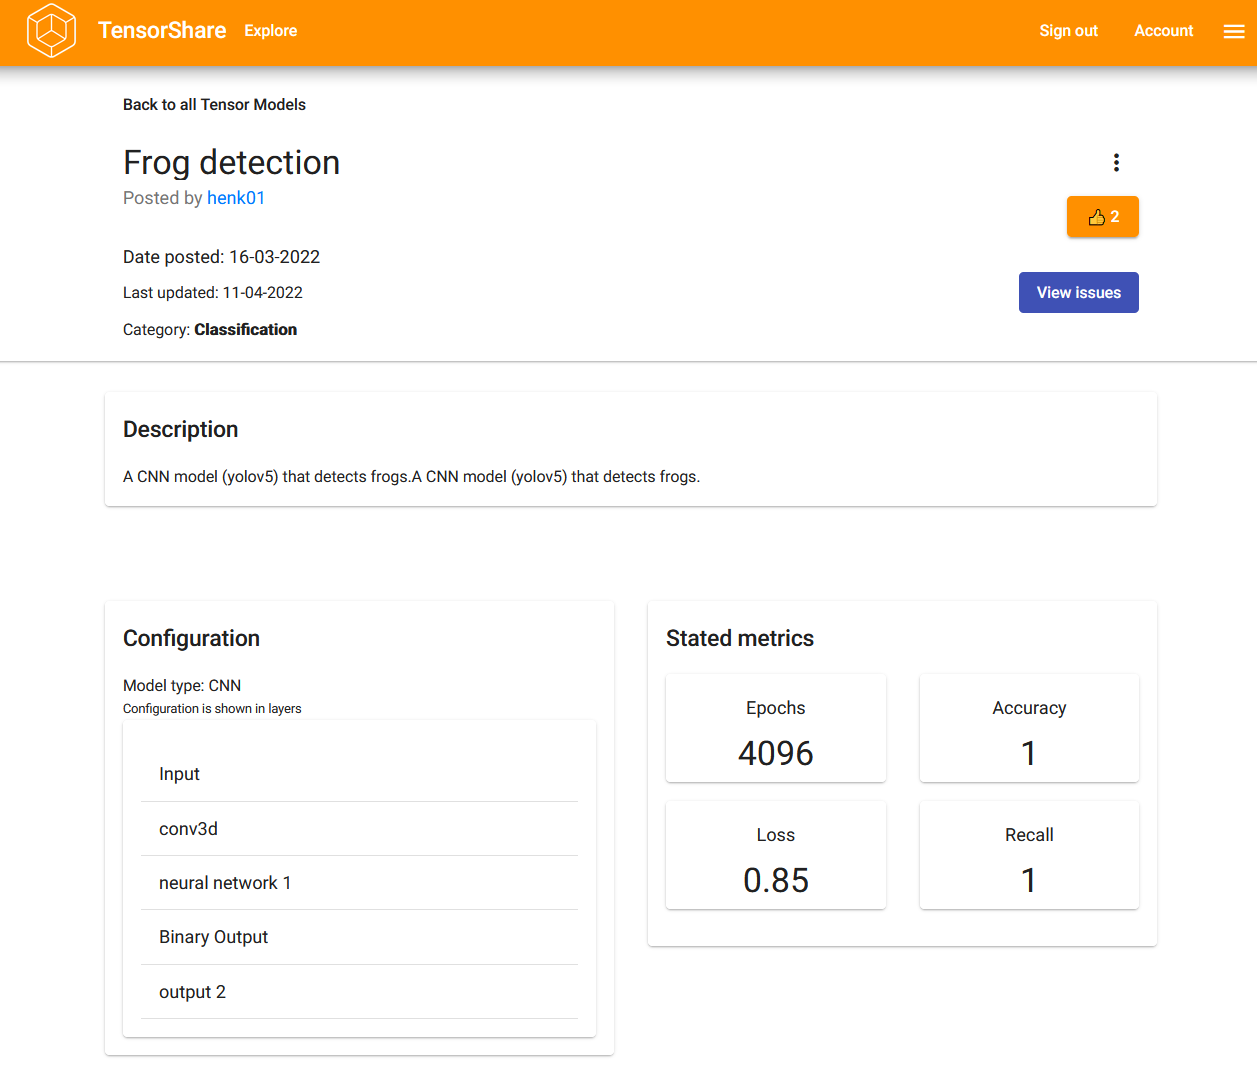 TensorShare Explore Sign out Account
Back to all Tensor Models
Frog detection
Posted by henk01
👍 2
Date posted: 16-03-2022
Last updated: 11-04-2022
View issues
Category: Classification
Description
A CNN model (yolov5) that detects frogs.A CNN model (yolov5) that detects frogs.
Configuration
Model type: CNN
Configuration is shown in layers
Input
conv3d
neural network 1
Binary Output
output 2
Stated metrics
Epochs
4096
Accuracy
1
Loss
0.85
Recall
1